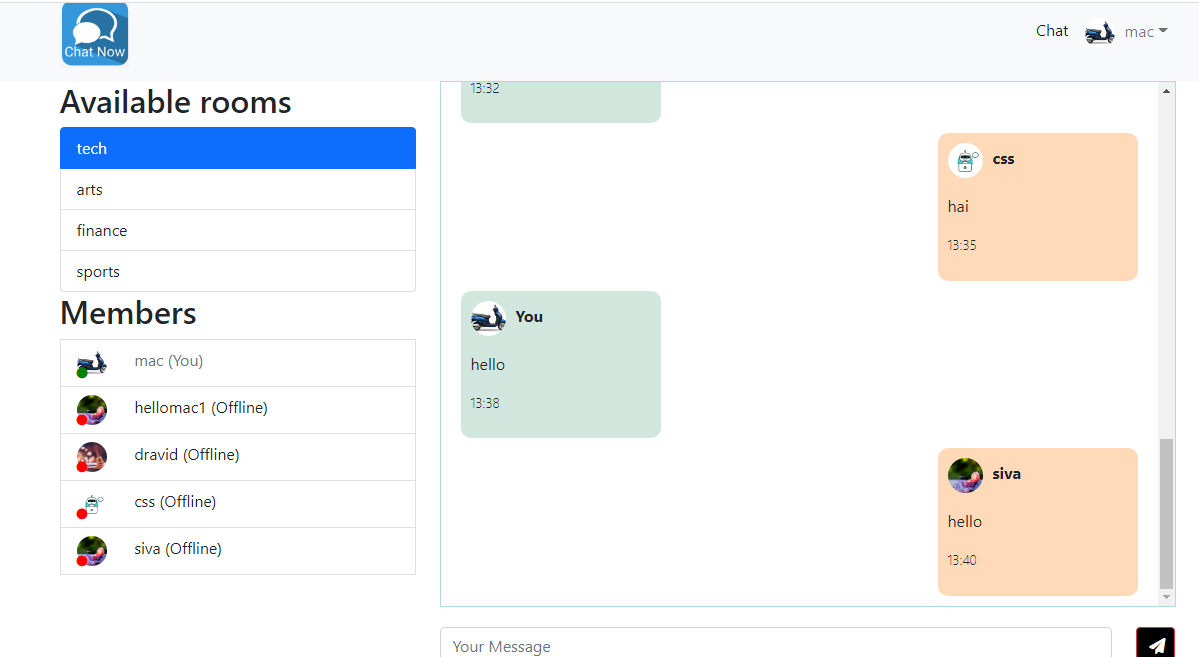 Chat Now
Chat
mac
Available rooms
tech
arts
finance
sports
Members
mac (You)
hellomac1 (Offline)
dravid (Offline)
css (Offline)
siva (Offline)
13:32
css
hai
13:35
You
hello
13:38
siva
hello
13:40
Your Message